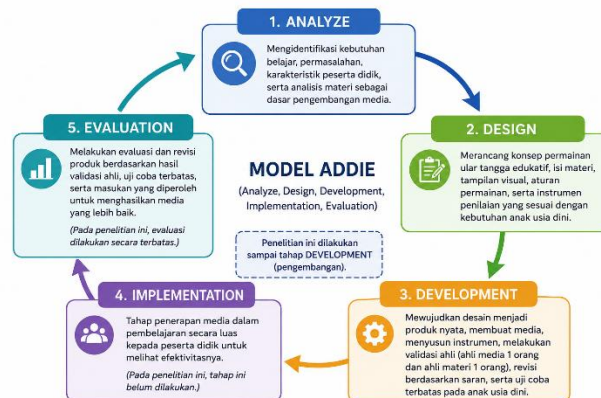 1. ANALYZE
Mengidentifikasi kebutuhan
belajar, permasalahan,
karakteristik peserta didik,
serta analisis materi sebagai
dasar pengembangan media.
2. DESIGN
Merancang konsep permainan
ular tangga edukatif, isi materi,
tampilan visual, aturan
permainan, serta instrumen
penilaian yang sesuai dengan
kebutuhan anak usia dini.
3. DEVELOPMENT
Mewujudkan desain menjadi
produk nyata, membuat media,
menyusun instrumen, melakukan
validasi ahli (ahli media 1 orang
dan ahli materi 1 orang), revisi
berdasarkan saran, serta uji coba
terbatas pada anak usia dini.
4. IMPLEMENTATION
Tahap penerapan media dalam
pembelajaran secara luas
kepada peserta didik untuk
melihat efektivitasnya.
(Pada penelitian ini, tahap ini
belum dilakukan.)
5. EVALUATION
Melakukan evaluasi dan revisi
produk berdasarkan hasil
validasi ahli, uji coba terbatas,
serta masukan yang diperoleh
untuk menghasilkan media
yang lebih baik.
(Pada penelitian ini, evaluasi
dilakukan secara terbatas.)
MODEL ADDIE
(Analyze, Design, Development,
Implementation, Evaluation)
Penelitian ini dilakukan
sampai tahap DEVELOPMENT
(pengembangan).